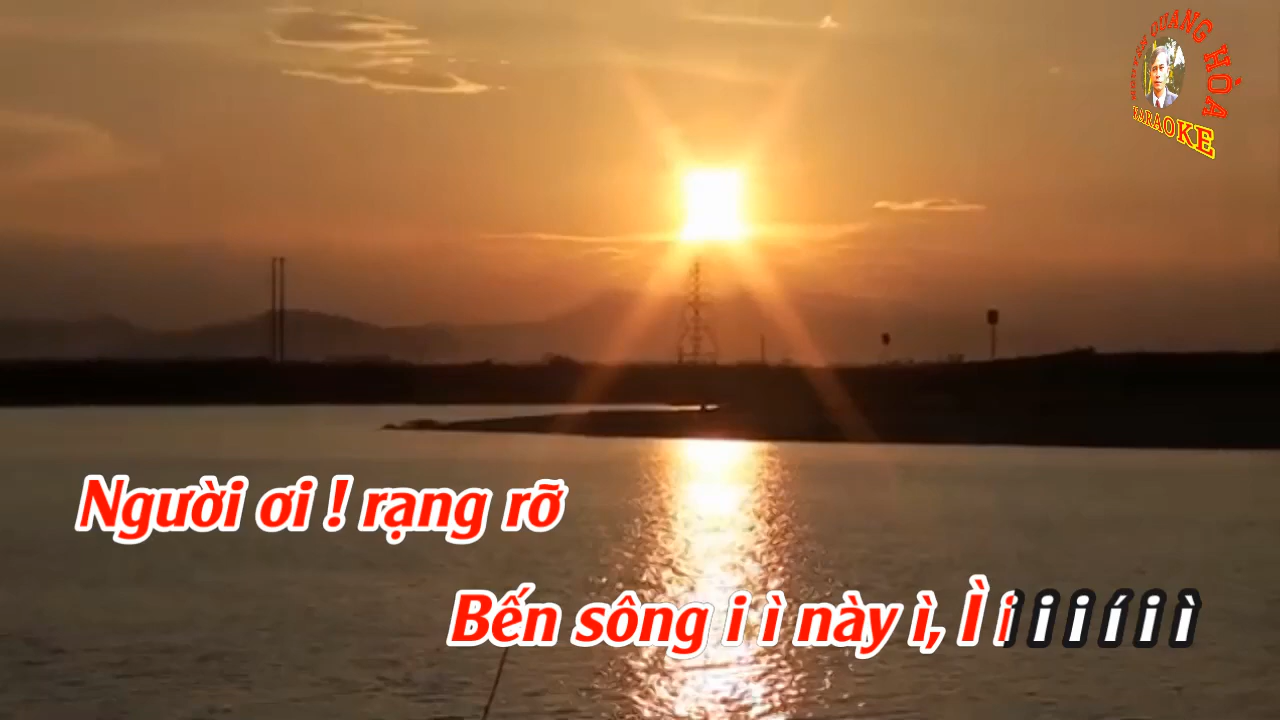 QUANG HÒA
KARAOKE
Người ơi ! rạng rỡ
Bến sông i ì này ì, Ì i i i í i ì